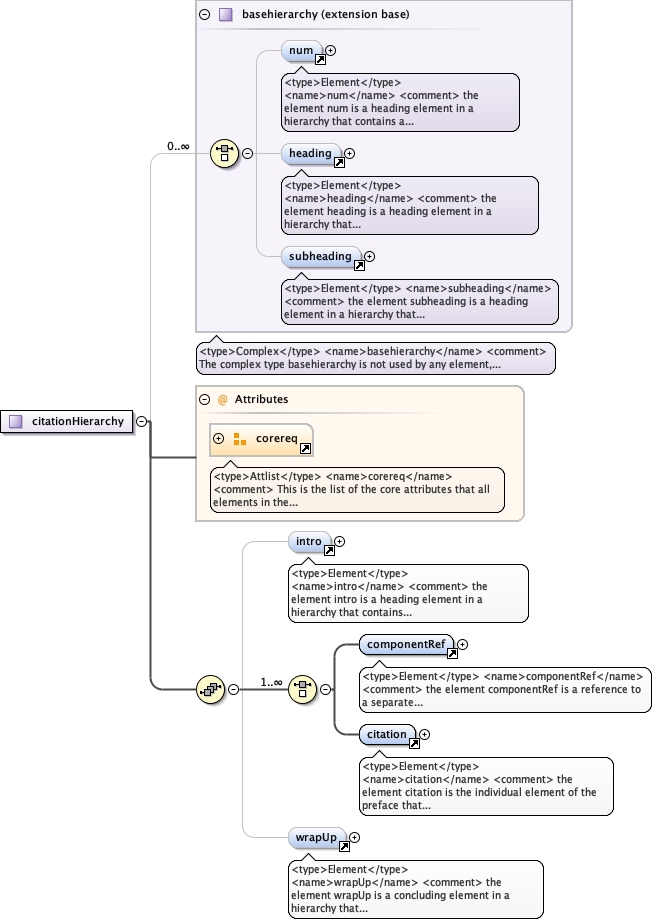 basehierarchy (extension base)
num
<type>Element</type>
<name>num</name> <comment> the
element num is a heading element in a
hierarchy that contains a...
0..∞
heading
<type>Element</type>
<name>heading</name> <comment> the
element heading is a heading element in a
hierarchy that...
subheading
<type>Element</type> <name>subheading</name>
<comment> the element subheading is a heading
element in a hierarchy that...
<type>Complex</type> <name>basehierarchy</name> <comment>
The complex type basehierarchy is not used by any element,...
citationHierarchy
@ Attributes
corereq
<type>Attlist</type> <name>corereq</name>
<comment> This is the list of the core attributes that all
elements in the...
intro
<type>Element</type>
<name>intro</name> <comment> the
element intro is a heading element in a
hierarchy that contains...
1..∞
componentRef
<type>Element</type> <name>componentRef</name>
<comment> the element componentRef is a reference to
a separate...
citation
<type>Element</type>
<name>citation</name> <comment> the
element citation is the individual element of the
preface that...
wrapUp
<type>Element</type>
<name>wrapUp</name> <comment> the
element wrapUp is a concluding element in a
hierarchy that...